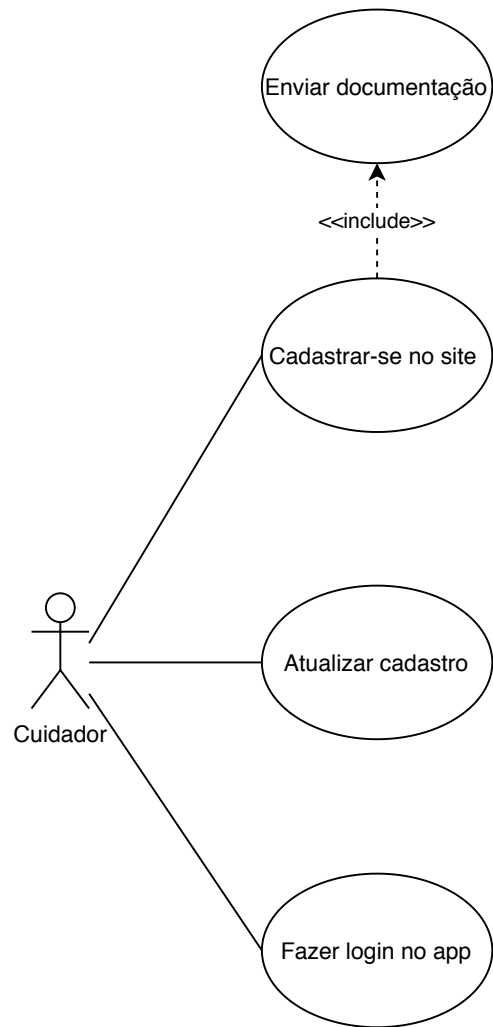 Enviar documentação
<<include>>
Cadastrar-se no site
Atualizar cadastro
Cuidador
Fazer login no app